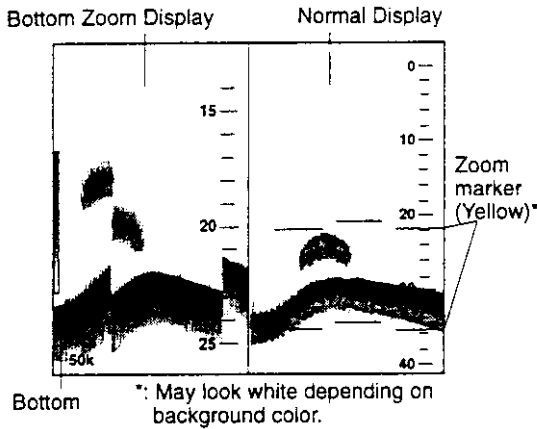 Bottom Zoom Display
Normal Display
15
20
25
50k
0
10
20
40
Zoom
marker
(Yellow)*
Bottom
*: May look white depending on
background color.